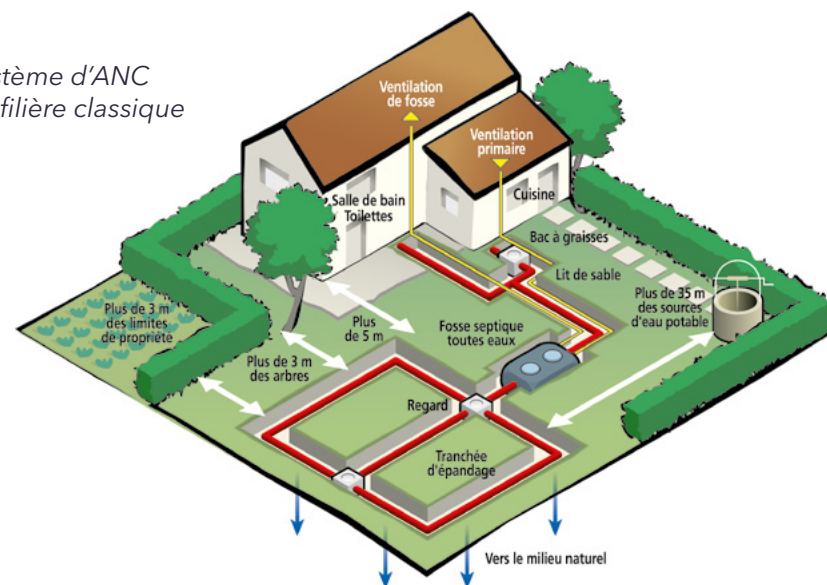 stème d'ANC
filière classique
Ventilation
de fosse
Ventilation
primaire
Salle de bain
Toilettes
Cuisine
Bac à graisses
Lit de sable
Plus de 35 m
des sources
d'eau potable
Plus de 3 m
des limites
de propriété
Plus
de 5 m
Fosse septique
toutes eaux
Plus de 3 m
des arbres
Regard
Tranchée
d'épandage
Vers le milieu naturel